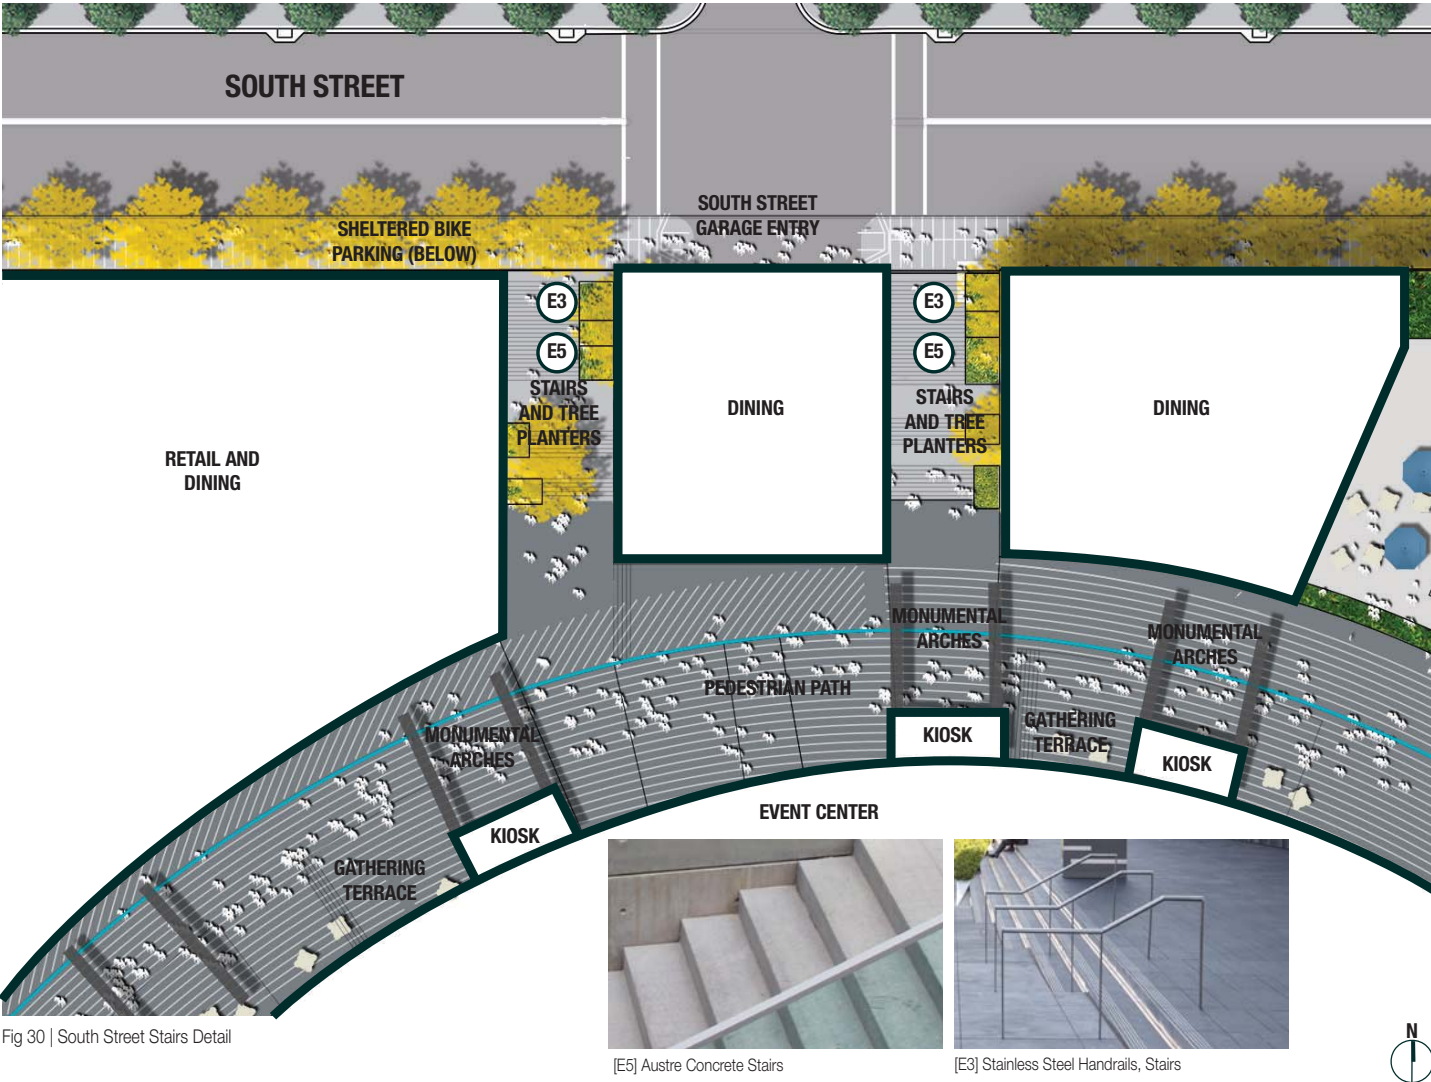 SOUTH STREET
SOUTH STREET
GARAGE ENTRY
SHELTERED BIKE
PARKING (BELOW)
E3
E5
STAIRS
AND TREE
PLANTERS
E3
E5
STAIRS
AND TREE
PLANTERS
DINING
DINING
RETAIL AND
DINING
MONUMENTAL
ARCHES
MONUMENTAL
ARCHES
PEDESTRIAN PATH
MONUMENTAL
ARCHES
GATHERING
TERRACE
KIOSK
KIOSK
KIOSK
EVENT CENTER
GATHERING
TERRACE
Fig 30 | South Street Stairs Detail
[E5] Austre Concrete Stairs
[E3] Stainless Steel Handrails, Stairs
N